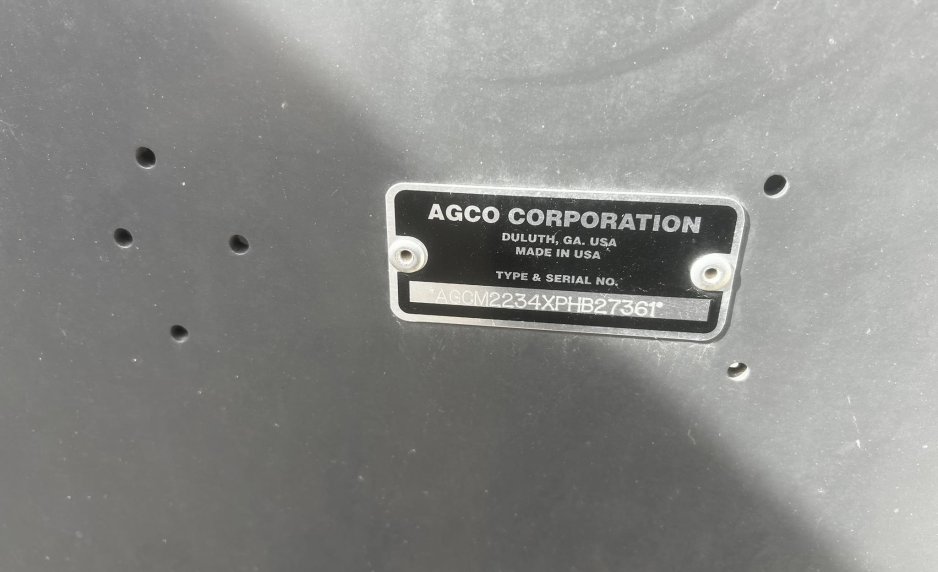 AGCO CORPORATION
DULUTH, GA. USA
MADE IN USA
TYPE & SERIAL NO.
*AGCM2234XPHB27361*